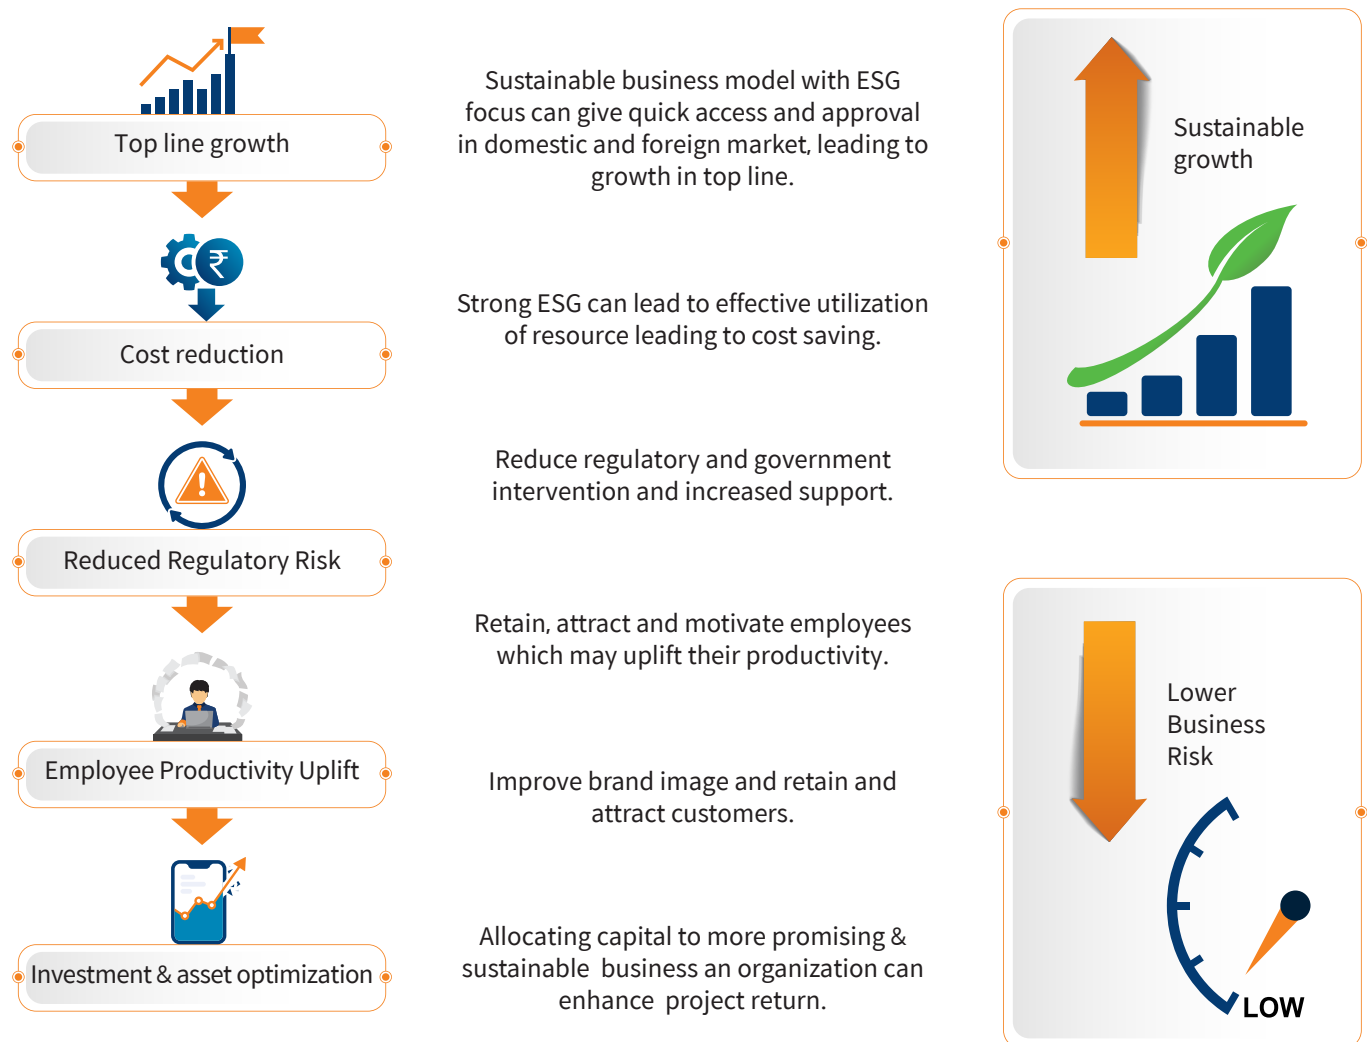 Top line growth
Sustainable business model with ESG
focus can give quick access and approval
in domestic and foreign market, leading to
growth in top line.
₹
Cost reduction
Strong ESG can lead to effective utilization
of resource leading to cost saving.
Reduced Regulatory Risk
Reduce regulatory and government
intervention and increased support.
Employee Productivity Uplift
Retain, attract and motivate employees
which may uplift their productivity.
Improve brand image and retain and
attract customers.
Investment & asset optimization
Allocating capital to more promising &
sustainable business an organization can
enhance project return.
Sustainable
growth
Lower
Business
Risk
LOW